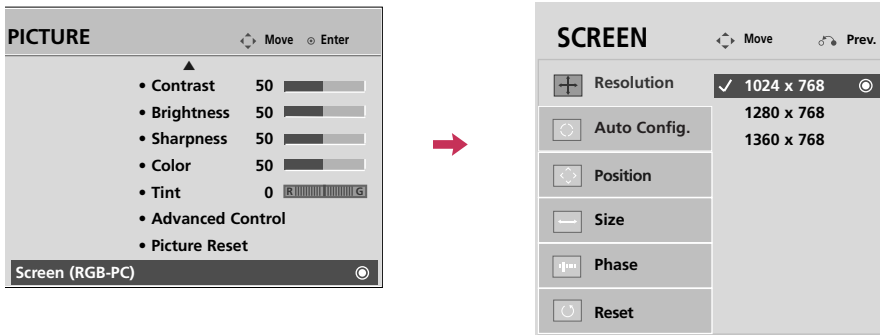 PICTURE Move Enter
• Contrast 50
• Brightness 50
• Sharpness 50
• Color 50
• Tint 0 R G
• Advanced Control
• Picture Reset
Screen (RGB-PC)
SCREEN Move Prev.
Resolution
Auto Config.
Position
Size
Phase
Reset
1024 x 768
1280 x 768
1360 x 768